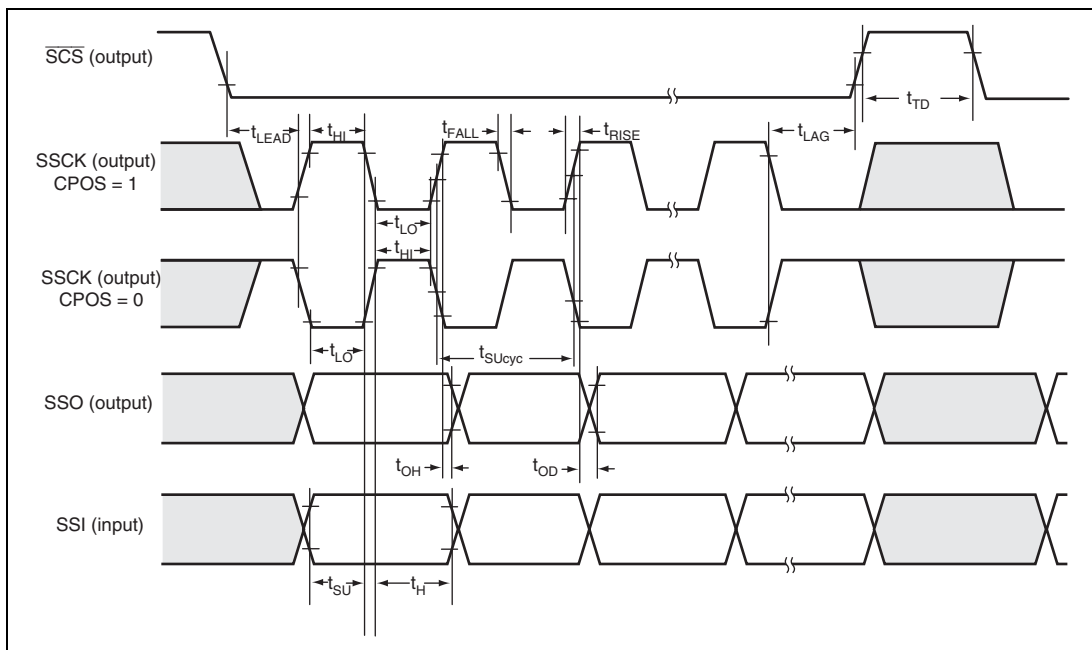 SCS (output)
tTD
tLEAD
tHI
tFALL
tRISE
tLAG
SSCK (output)
CPOS = 1
tLO
tHI
SSCK (output)
CPOS = 0
tLO
tSUcyc
SSO (output)
tOH
tOD
SSI (input)
tSU
tH